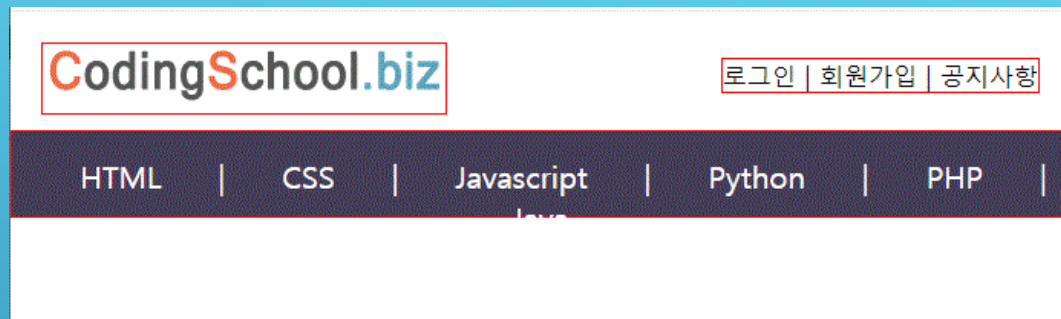 CodingSchool.biz
로그인 | 회원가입 | 공지사항
HTML | CSS | Javascript | Python | PHP |